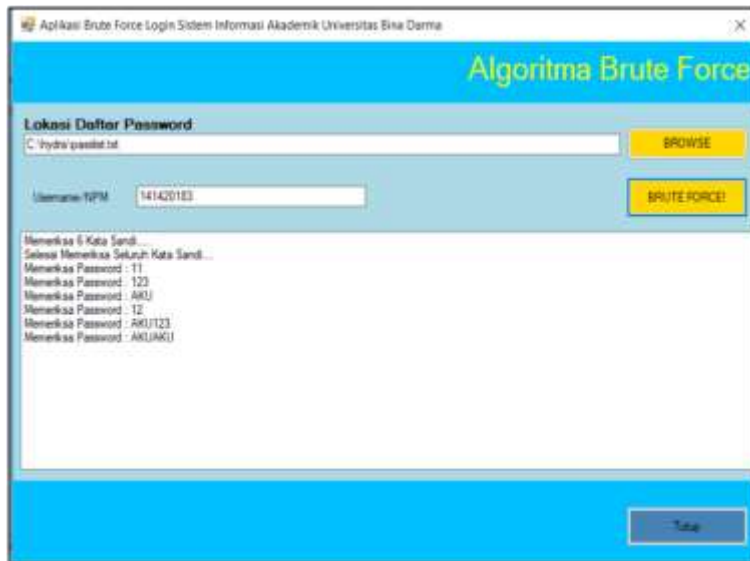 Aplikasi Brute Force Login Sistem Informasi Akademik Universitas Bina Darma
Algoritma Brute Force
Lokasi Daftar Password
C:\hydra\passlist.txt
BROWSE
Username/NPM
141420183
BRUTE FORCE!
Memeriksa 6 Kata Sandi....
Selesai Memeriksa Seluruh Kata Sandi....
Memeriksa Password : 11
Memeriksa Password : 123
Memeriksa Password : AKU
Memeriksa Password : 12
Memeriksa Password : AKU123
Memeriksa Password : AKUAKU
Tutup